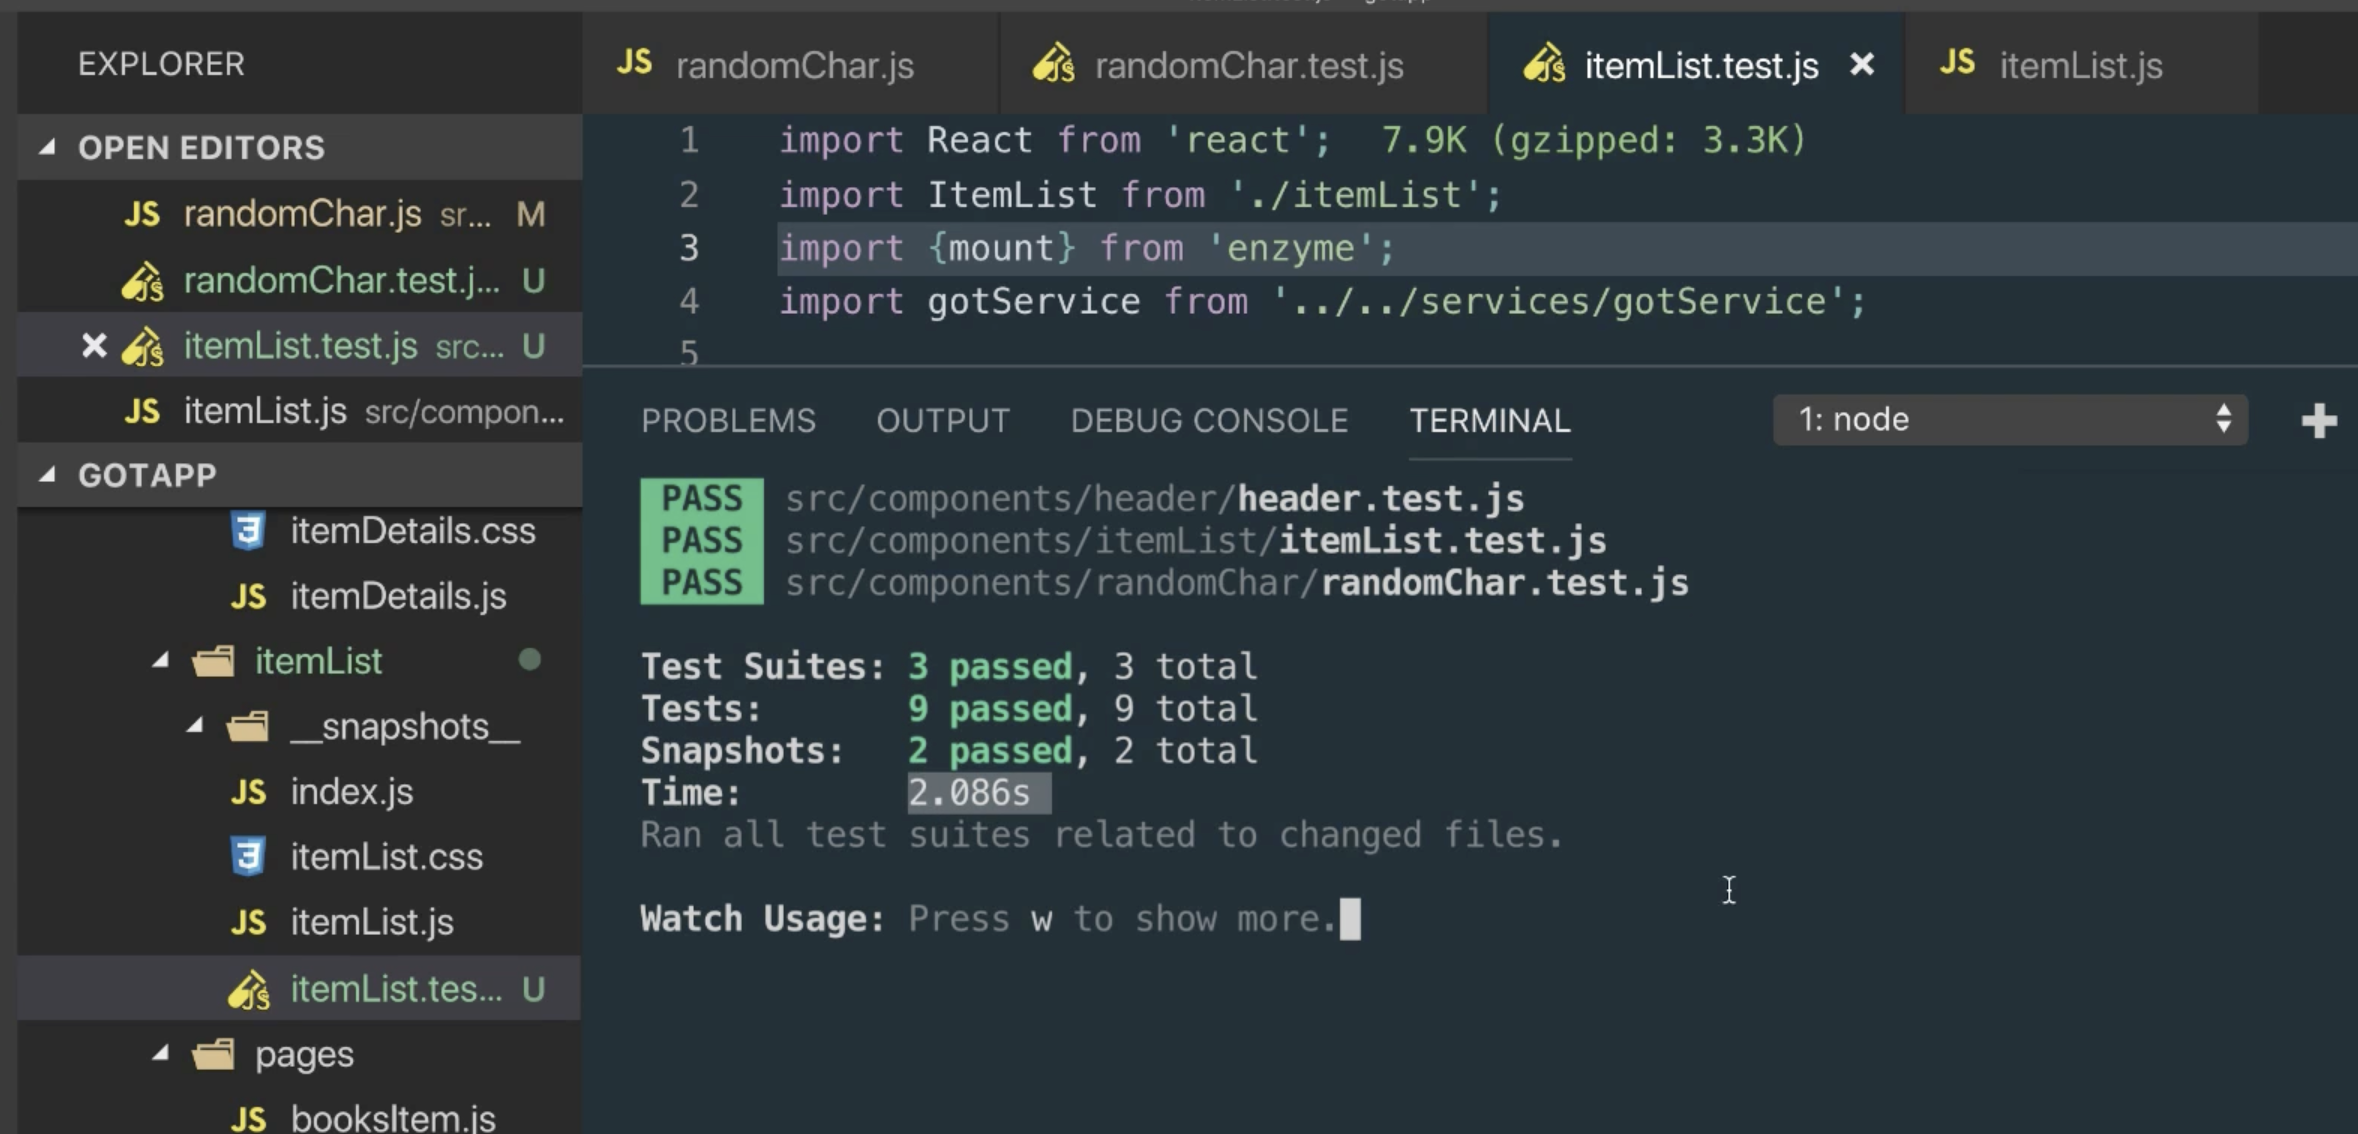 EXPLORER
OPEN EDITORS
JS randomChar.js sr... M
JS randomChar.test.j... U
JS itemList.test.js src... U
JS itemList.js src/compon...
GOTAPP
3 itemDetails.css
JS itemDetails.js
itemList
__snapshots__
JS index.js
3 itemList.css
JS itemList.js
JS itemList.tes... U
pages
JS booksItem.js
JS randomChar.js
JS randomChar.test.js
JS itemList.test.js
JS itemList.js
1 import React from 'react'; 7.9K (gzipped: 3.3K)
2 import ItemList from './itemList';
3 import {mount} from 'enzyme';
4 import gotService from '../../services/gotService';
5
PROBLEMS OUTPUT DEBUG CONSOLE TERMINAL 1: node
PASS src/components/header/header.test.js
PASS src/components/itemList/itemList.test.js
PASS src/components/randomChar/randomChar.test.js
Test Suites: 3 passed, 3 total
Tests: 9 passed, 9 total
Snapshots: 2 passed, 2 total
Time: 2.086s
Ran all test suites related to changed files.
Watch Usage: Press w to show more.